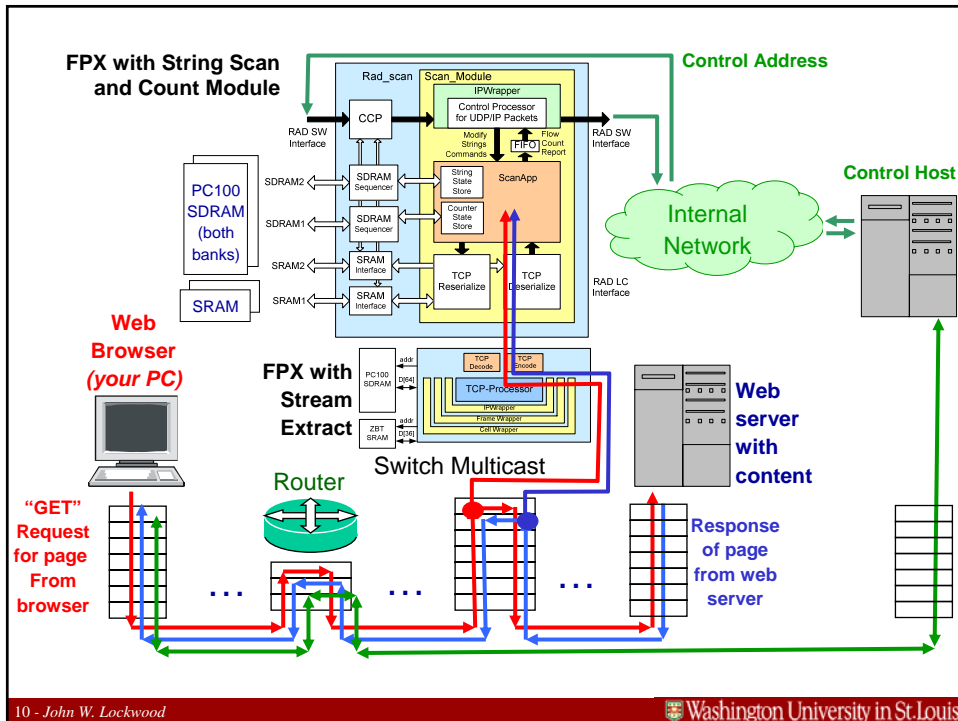 FPX with String Scan
and Count Module
Control Address
Rad_scan
Scan_Module
IPWrapper
Control Processor
for UDP/IP Packets
CCP
RAD SW
Interface
RAD SW
Interface
Modify
Strings
Commands
FIFO
Flow
Count
Report
ScanApp
String
State
Store
Counter
State
Store
SDRAM2
SDRAM
Sequencer
SDRAM1
SDRAM
Sequencer
SRAM2
SRAM
Interface
SRAM1
SRAM
Interface
TCP
Reserialize
TCP
Deserialize
RAD LC
Interface
PC100
SDRAM
(both
banks)
SRAM
Internal
Network
Control Host
Web
Browser
(your PC)
FPX with
Stream
Extract
PC100
SDRAM
addr
D[64]
ZBT
SRAM
addr
D[36]
TCP
Decode
TCP
Encode
TCP-Processor
IPWrapper
Frame Wrapper
Cell Wrapper
Web
server
with
content
Switch Multicast
Router
“GET”
Request
for page
From
browser
...
...
...
Response
of page
from web
server
10 - John W. Lockwood
Washington University in St.Louis